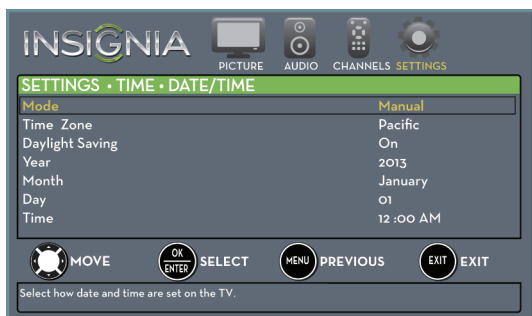 INSIGNIA
PICTURE AUDIO CHANNELS SETTINGS
SETTINGS • TIME • DATE/TIME
Mode Manual
Time Zone Pacific
Daylight Saving On
Year 2013
Month January
Day 01
Time 12 :00 AM
MOVE OK ENTER SELECT MENU PREVIOUS EXIT EXIT
Select how date and time are set on the TV.